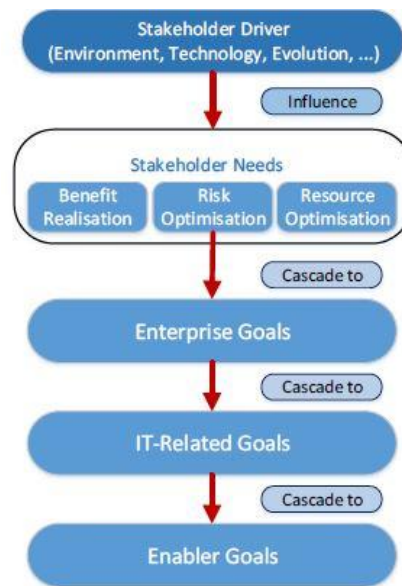 Stakeholder Driver
(Environment, Technology, Evolution, ...)
Influence
Stakeholder Needs
Benefit
Realisation
Risk
Optimisation
Resource
Optimisation
Cascade to
Enterprise Goals
Cascade to
IT-Related Goals
Cascade to
Enabler Goals